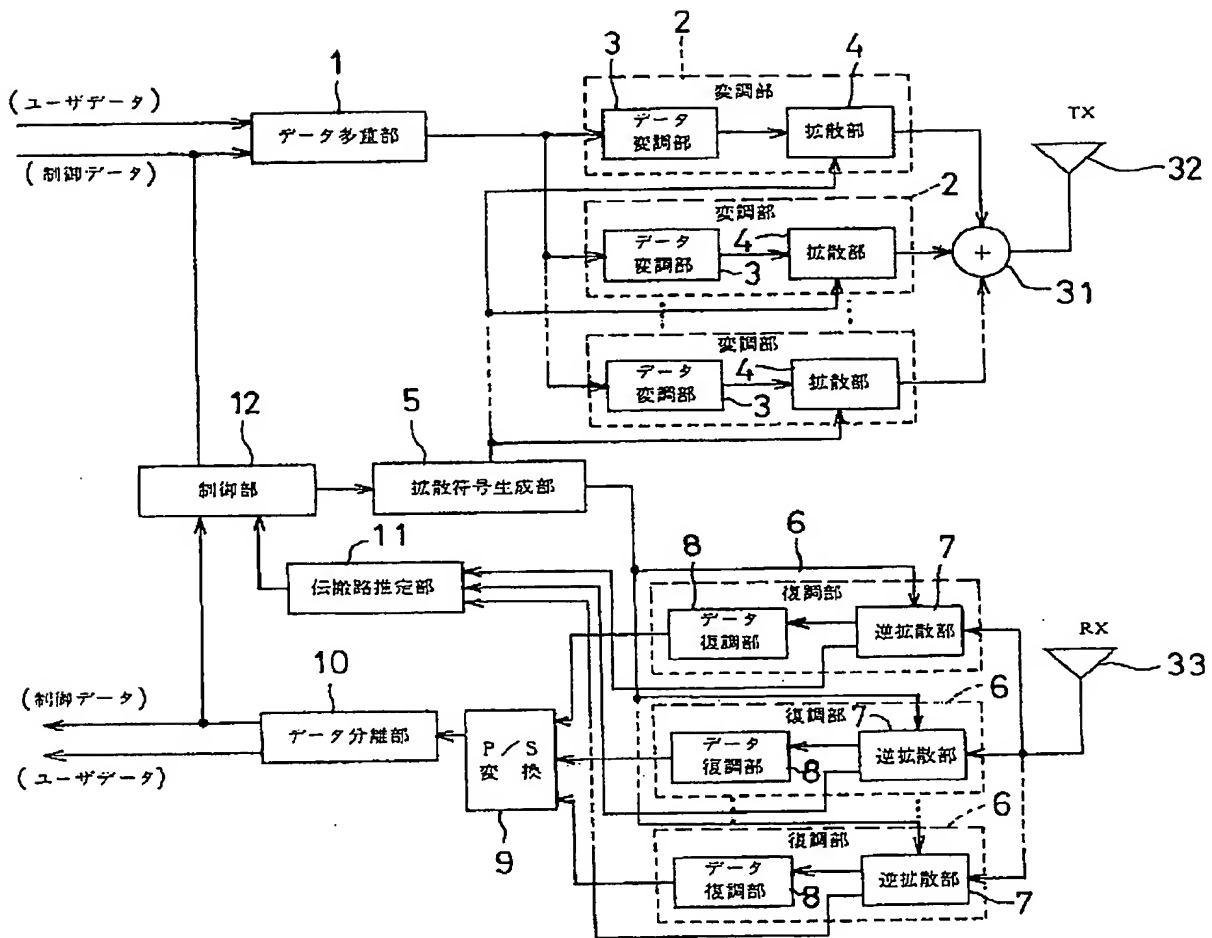 2
3
4
1
変調部
(ユーザデータ)
データ多重部
データ
変調部
拡散部
TX
(制御データ)
32
2
変調部
4
データ
変調部
拡散部
3
+
31
変調部
4
データ
変調部
拡散部
3
12
5
制御部
拡散符号生成部
11
6
8
7
伝搬路推定部
復調部
データ
復調部
逆拡散部
RX
33
(制御データ)
10
6
復調部
7
データ分離部
P/S
変換
データ
復調部
逆拡散部
8
(ユーザデータ)
6
9
復調部
データ
復調部
逆拡散部
8
7